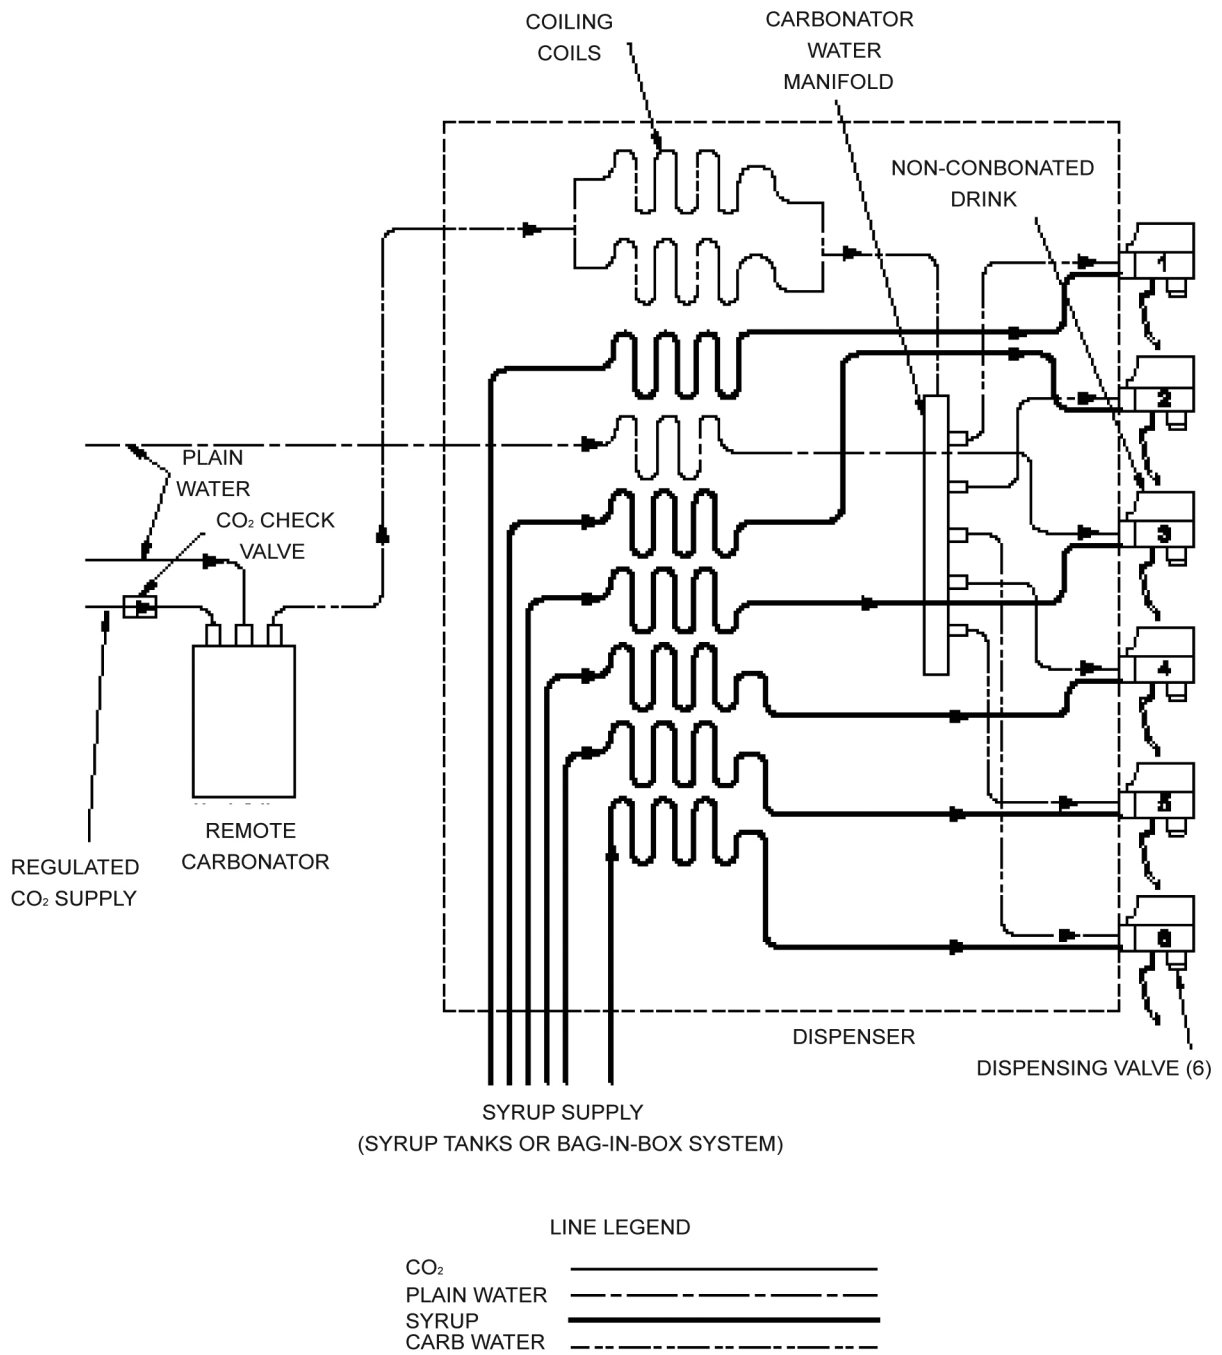 COILING
COILS
CARBONATOR
WATER
MANIFOLD
NON-CONBONATED
DRINK
1
2
3
4
5
6
PLAIN
WATER
CO₂ CHECK
VALVE
REMOTE
CARBONATOR
REGULATED
CO₂ SUPPLY
DISPENSER
DISPENSING VALVE (6)
SYRUP SUPPLY
(SYRUP TANKS OR BAG-IN-BOX SYSTEM)
LINE LEGEND
CO₂
PLAIN WATER
SYRUP
CARB WATER